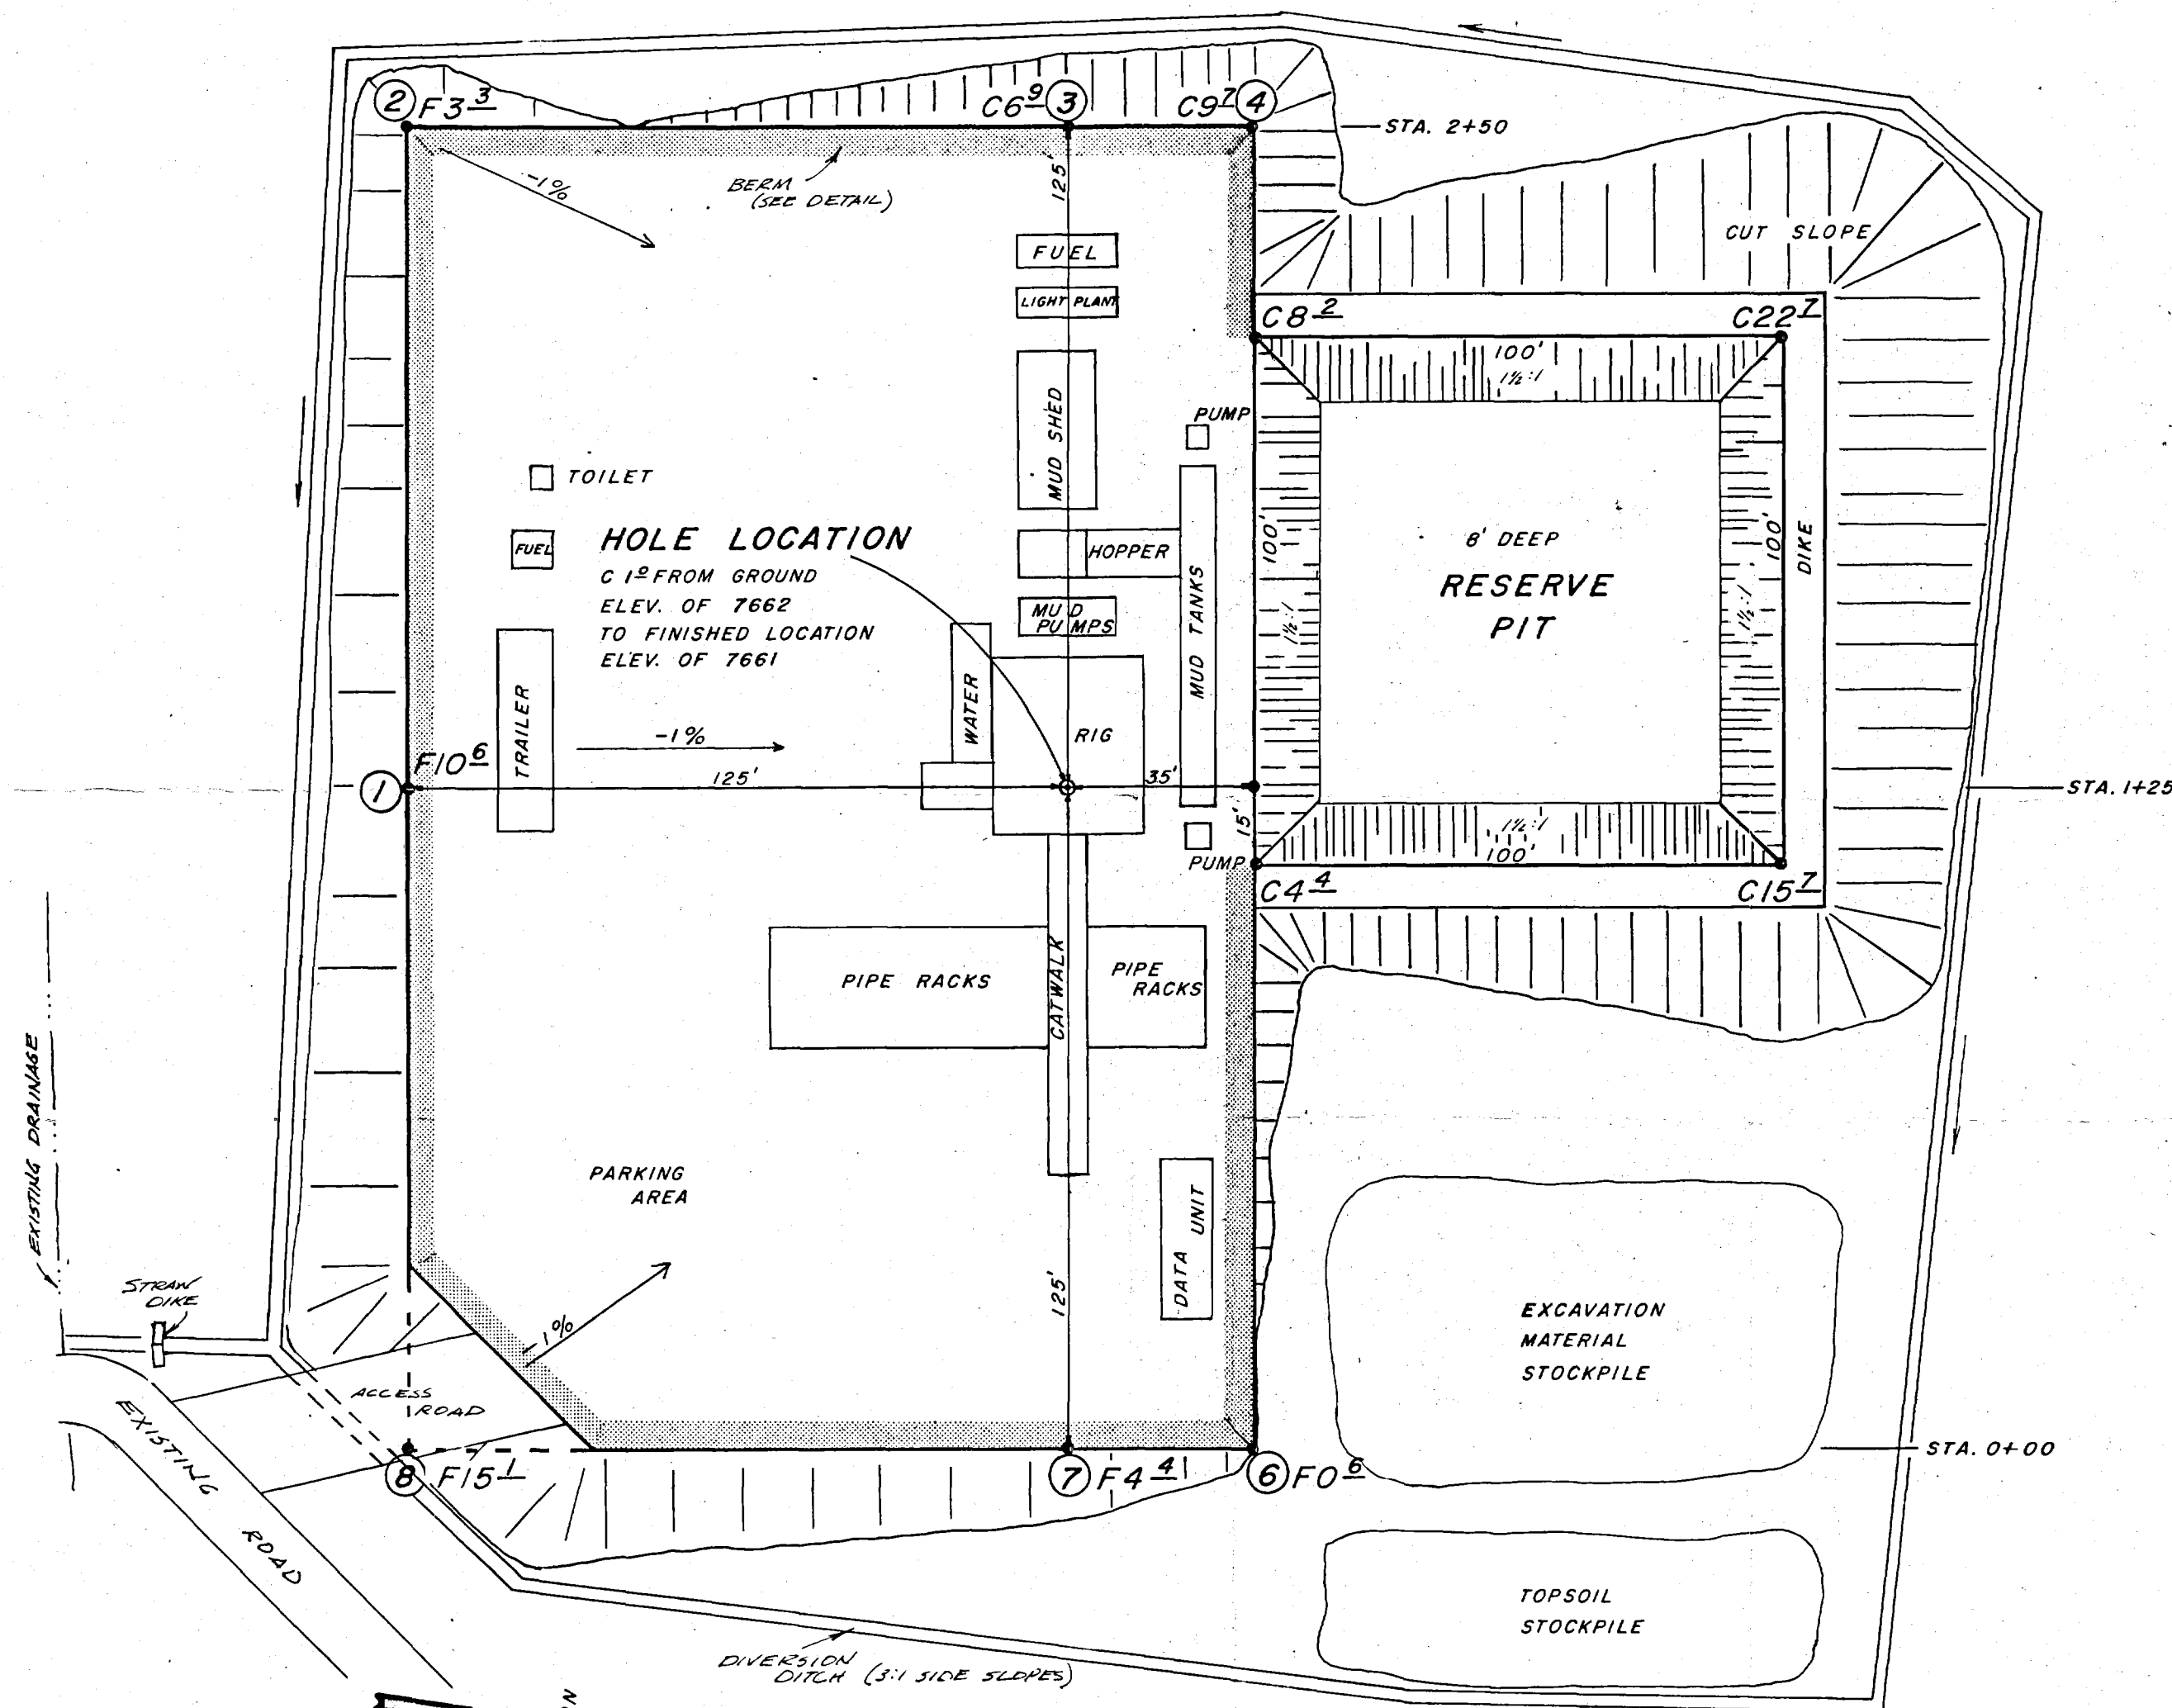 2 F3 3
C6 9 3
C9 7 4
STA. 2+50
-1%
BERM
(SEE DETAIL)
125'
FUEL
LIGHT PLANT
CUT SLOPE
C8 2
C22 7
100'
1½:1
MUD SHED
PUMP
TOILET
FUEL
HOLE LOCATION
C 1 0 FROM GROUND
ELEV. OF 7662
TO FINISHED LOCATION
ELEV. OF 7661
HOPPER
MUD
PUMPS
MUD TANKS
100'
1½:1
8' DEEP
RESERVE
PIT
100'
1½:1
DIKE
TRAILER
WATER
RIG
-1%
F10 6
1
125'
35'
STA. 1+25
15'
1½:1
100'
PUMP
C4 4
C15 7
PIPE RACKS
CATWALK
PIPE
RACKS
EXISTING DRAINAGE
PARKING
AREA
DATA UNIT
125'
STRAW
DIKE
-1%
EXCAVATION
MATERIAL
STOCKPILE
ACCESS
ROAD
EXISTING ROAD
8 F15 1
7 F4 4
6 F0 6
STA. 0+00
TOPSOIL
STOCKPILE
DIVERSION
DITCH (3:1 SIDE SLOPES)